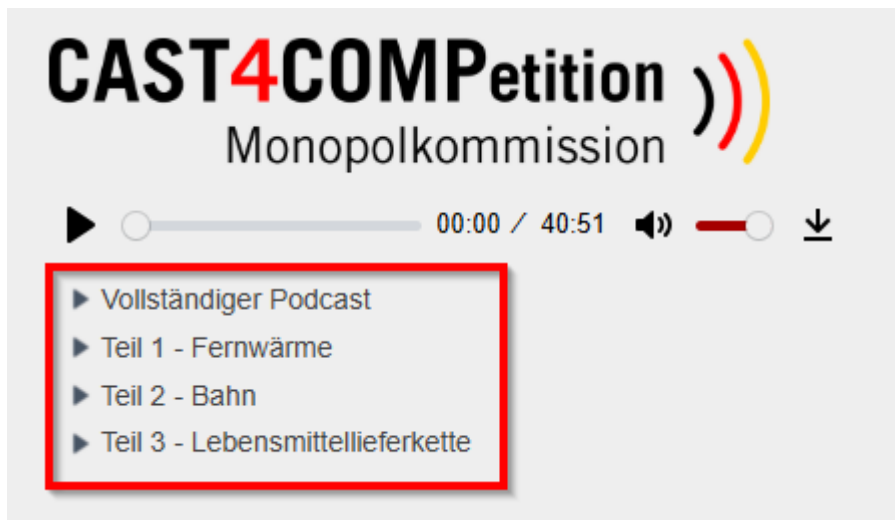 CAST4COMPetition
Monopolkommission
00:00 / 40:51
Vollständiger Podcast
Teil 1 - Fernwärme
Teil 2 - Bahn
Teil 3 - Lebensmittellieferkette